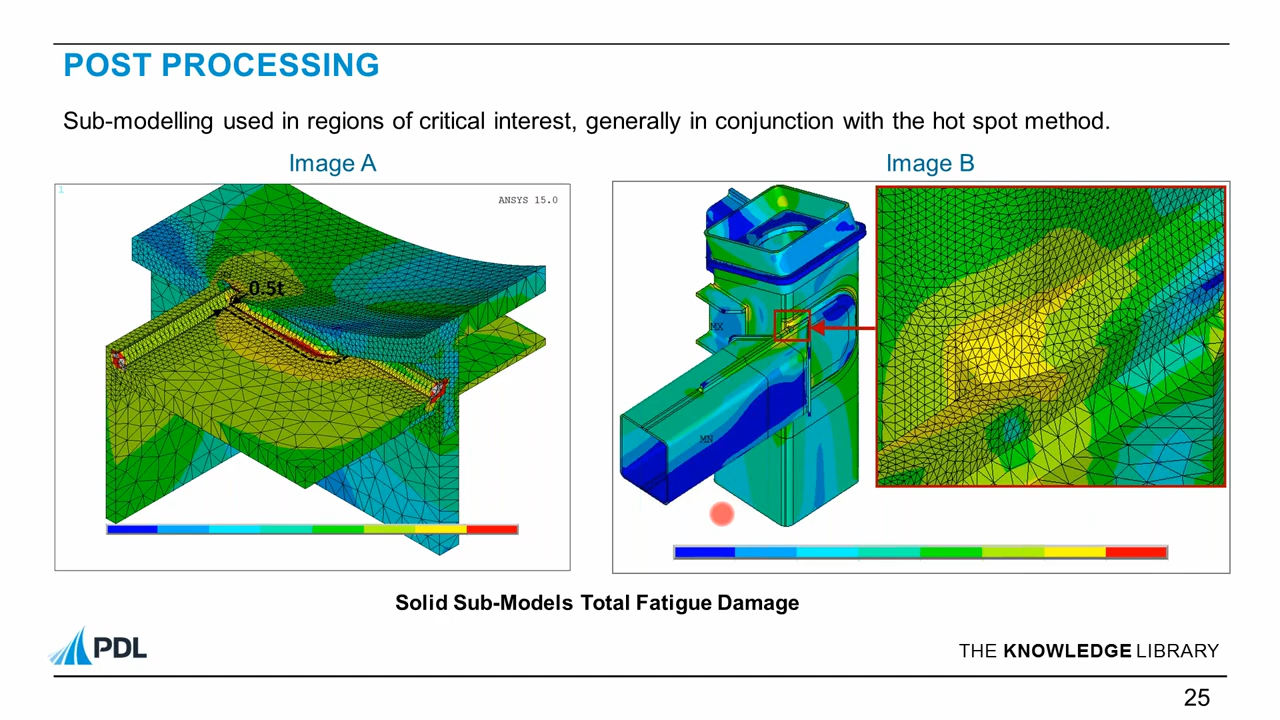 POST PROCESSING
Sub-modelling used in regions of critical interest, generally in conjunction with the hot spot method.
Image A
Image B
1
ANSYS 15.0
0.5t
MX
MN
Solid Sub-Models Total Fatigue Damage
PDL
THE KNOWLEDGE LIBRARY
25